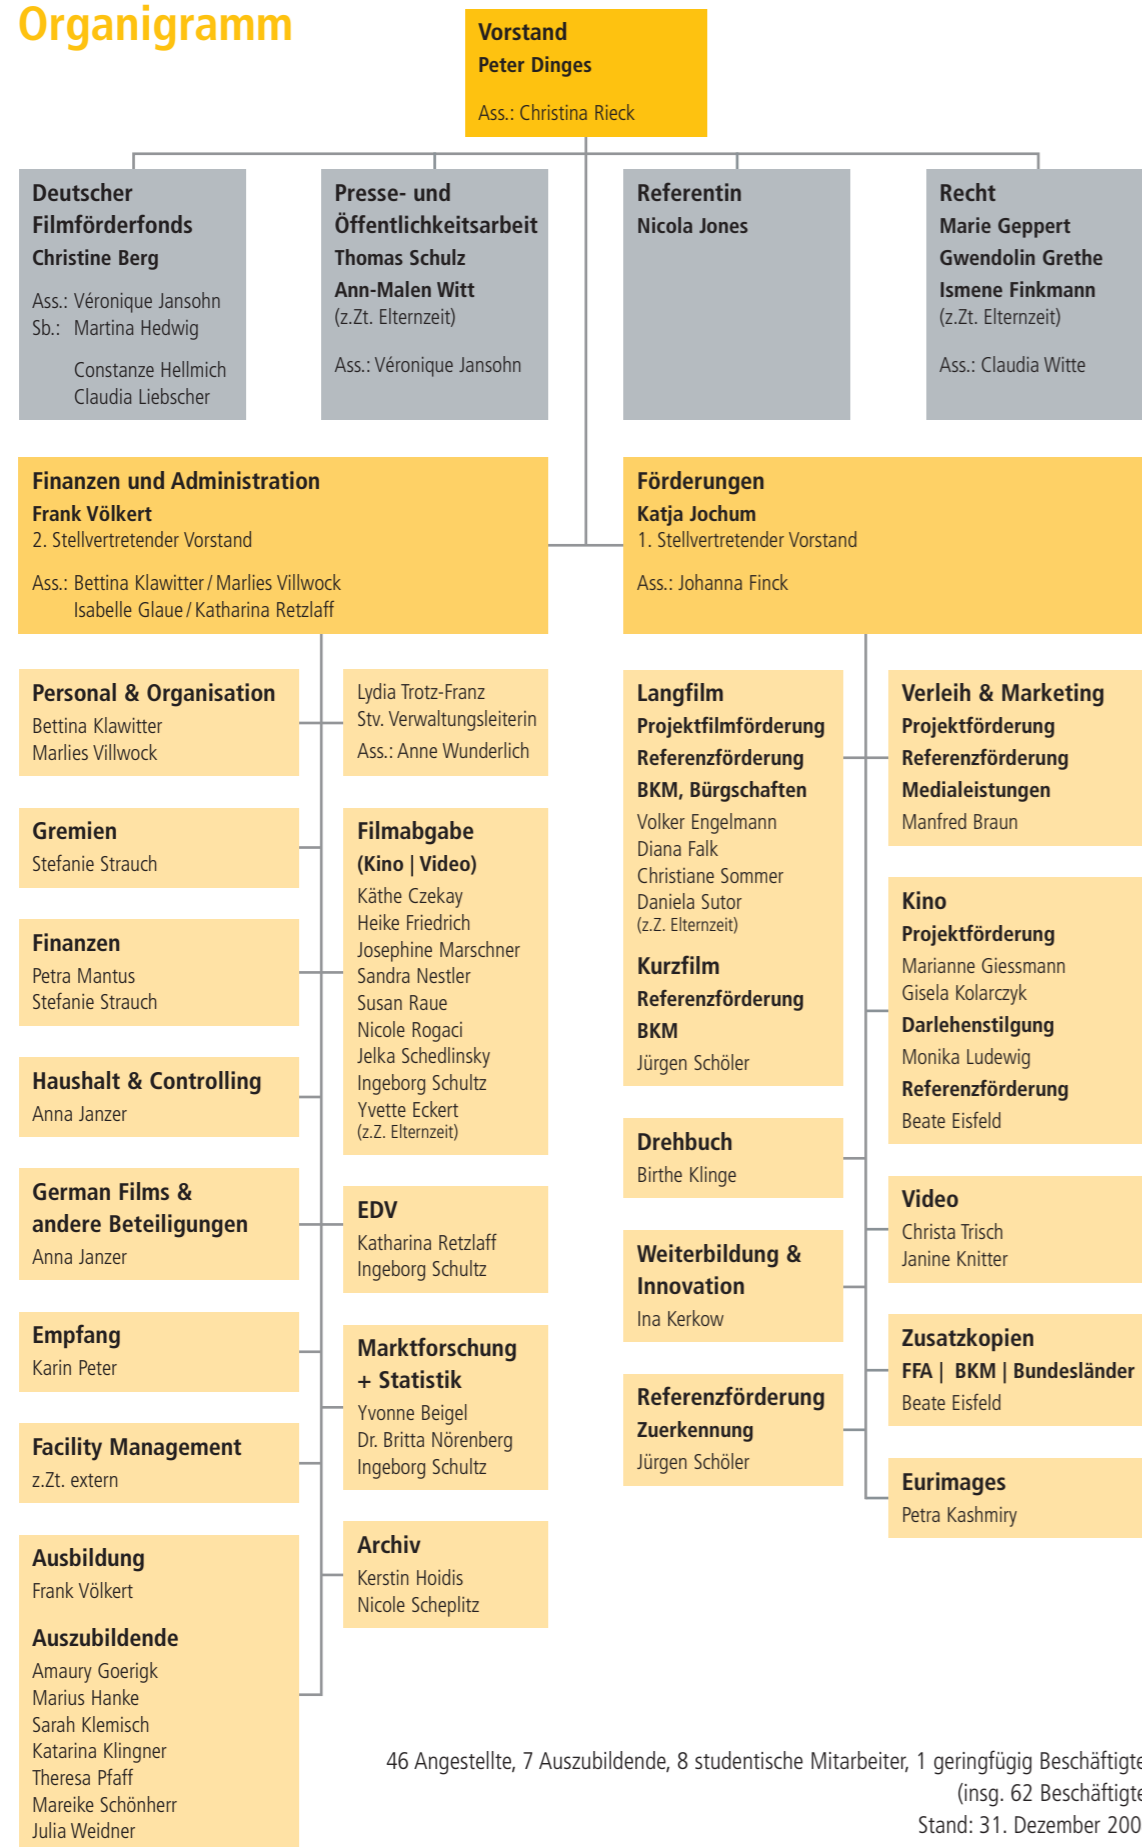 Organigramm
Vorstand
Peter Dinges
Ass.: Christina Rieck
Deutscher
Filmförderfonds
Christine Berg
Ass.: Véronique Jansohn
Sb.: Martina Hedwig
Constanze Hellmich
Claudia Liebscher
Presse- und
Öffentlichkeitsarbeit
Thomas Schulz
Ann-Malen Witt
(z.Zt. Elternzeit)
Ass.: Véronique Jansohn
Referentin
Nicola Jones
Recht
Marie Geppert
Gwendolin Grethe
Ismene Finkmann
(z.Zt. Elternzeit)
Ass.: Claudia Witte
Finanzen und Administration
Frank Völkert
2. Stellvertretender Vorstand
Ass.: Bettina Klawitter / Marlies Villwock
Isabelle Glaue / Katharina Retzlaff
Förderungen
Katja Jochum
1. Stellvertretender Vorstand
Ass.: Johanna Finck
Personal & Organisation
Bettina Klawitter
Marlies Villwock
Gremien
Stefanie Strauch
Finanzen
Petra Mantus
Stefanie Strauch
Haushalt & Controlling
Anna Janzer
German Films &
andere Beteiligungen
Anna Janzer
Empfang
Karin Peter
Facility Management
z.Zt. extern
Ausbildung
Frank Völkert
Auszubildende
Amaury Goerigk
Marius Hanke
Sarah Klemisch
Katarina Klingner
Theresa Pfaff
Mareike Schönherr
Julia Weidner
Lydia Trotz-Franz
Stv. Verwaltungsleiterin
Ass.: Anne Wunderlich
Filmabgabe
(Kino | Video)
Käthe Czekay
Heike Friedrich
Josephine Marschner
Sandra Nestler
Susan Raue
Nicole Rogaci
Jelka Schedlinsky
Ingeborg Schultz
Yvette Eckert
(z.Z. Elternzeit)
EDV
Katharina Retzlaff
Ingeborg Schultz
Marktforschung
+ Statistik
Yvonne Beigel
Dr. Britta Nörenberg
Ingeborg Schultz
Archiv
Kerstin Hoidis
Nicole Scheplitz
Langfilm
Projektfilmförderung
Referenzförderung
BKM, Bürgschaften
Volker Engelmann
Diana Falk
Christiane Sommer
Daniela Sutor
(z.Z. Elternzeit)
Kurzfilm
Referenzförderung
BKM
Jürgen Schöler
Drehbuch
Birthe Klinge
Weiterbildung &
Innovation
Ina Kerkow
Referenzförderung
Zuerkennung
Jürgen Schöler
Verleih & Marketing
Projektförderung
Referenzförderung
Medialeistungen
Manfred Braun
Kino
Projektförderung
Marianne Giessmann
Gisela Kolarczyk
Darlehenstilgung
Monika Ludewig
Referenzförderung
Beate Eisfeld
Video
Christa Trisch
Janine Knitter
Zusatzkopien
FFA | BKM | Bundesländer
Beate Eisfeld
Eurimages
Petra Kashmiry
46 Angestellte, 7 Auszubildende, 8 studentische Mitarbeiter, 1 geringfügig Beschäftigte
(insg. 62 Beschäftigte
Stand: 31. Dezember 200